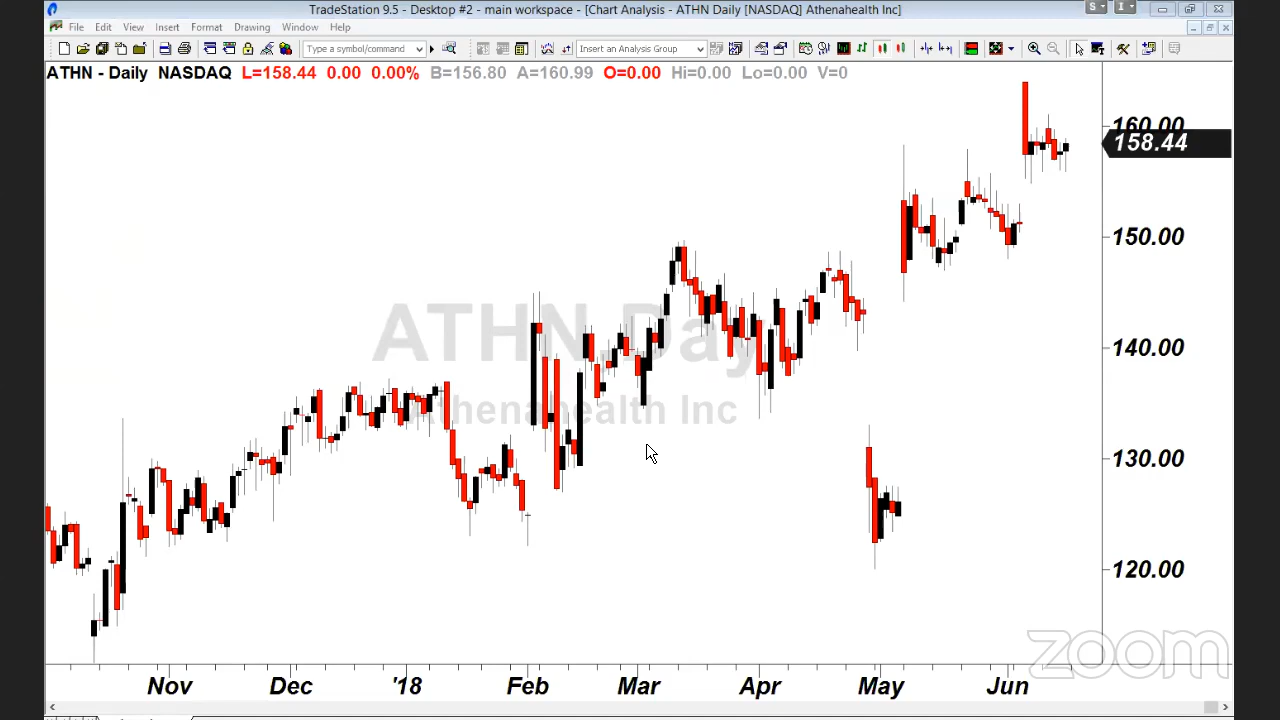 TradeStation 9.5 - Desktop #2 - main workspace - [Chart Analysis - ATHN Daily [NASDAQ] Athenahealth Inc]
S I
File Edit View Insert Format Drawing Window Help
Type a symbol/command Insert an Analysis Group
ATHN - Daily NASDAQ L=158.44 0.00 0.00% B=156.80 A=160.99 O=0.00 Hi=0.00 Lo=0.00 V=0
160.00
158.44
150.00
ATHN,Day
140.00
Athenahealth Inc
130.00
120.00
zoom
Nov Dec '18 Feb Mar Apr May Jun